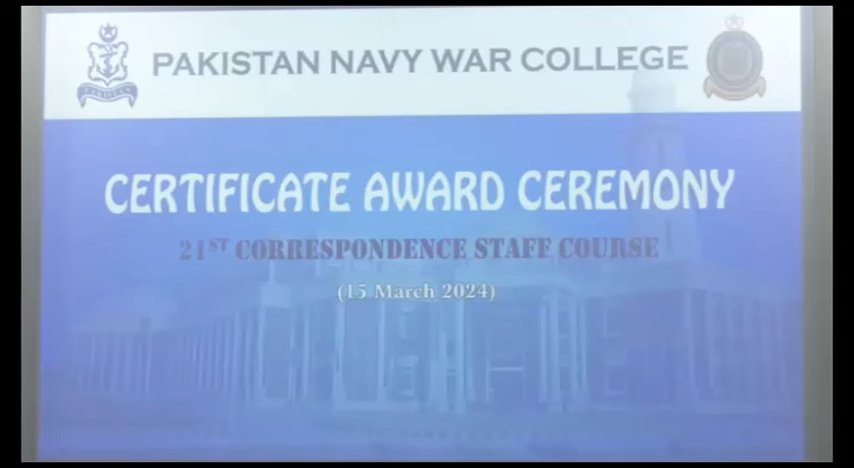 PAKISTAN NAVY WAR COLLEGE
CERTIFICATE AWARD CEREMONY
21ST CORRESPONDENCE STAFF COURSE
(15 March 2024)